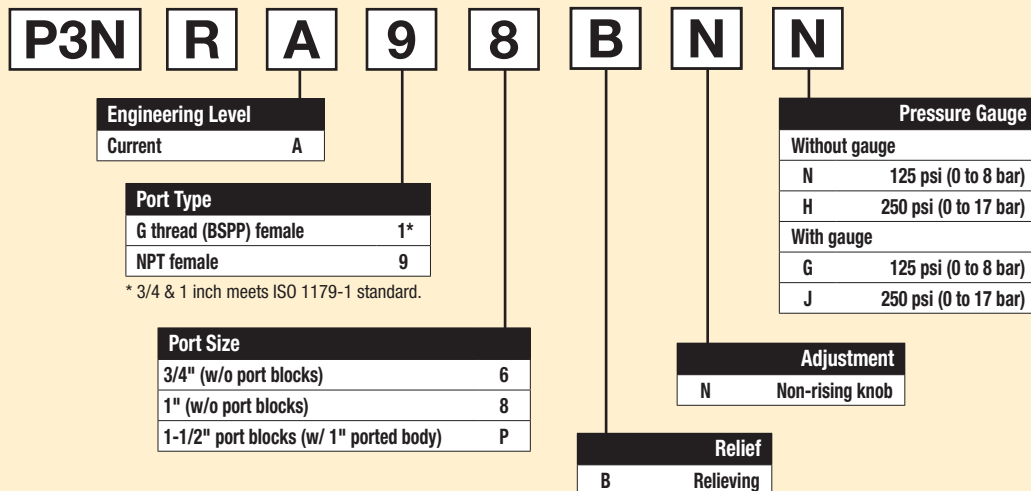 P3N R A 9 8 B N N
Engineering Level
Current A
Port Type
G thread (BSPP) female 1*
NPT female 9
* 3/4 & 1 inch meets ISO 1179-1 standard.
Port Size
3/4" (w/o port blocks) 6
1" (w/o port blocks) 8
1-1/2" port blocks (w/ 1" ported body) P
Relief
B Relieving
Adjustment
N Non-rising knob
Pressure Gauge
Without gauge
N 125 psi (0 to 8 bar)
H 250 psi (0 to 17 bar)
With gauge
G 125 psi (0 to 8 bar)
J 250 psi (0 to 17 bar)